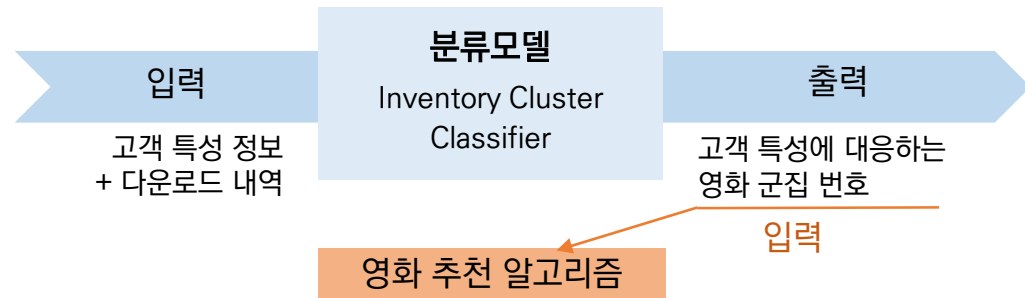 입력
고객 특성 정보
+ 다운로드 내역
분류모델
Inventory Cluster
Classifier
출력
고객 특성에 대응하는
영화 군집 번호
입력
영화 추천 알고리즘